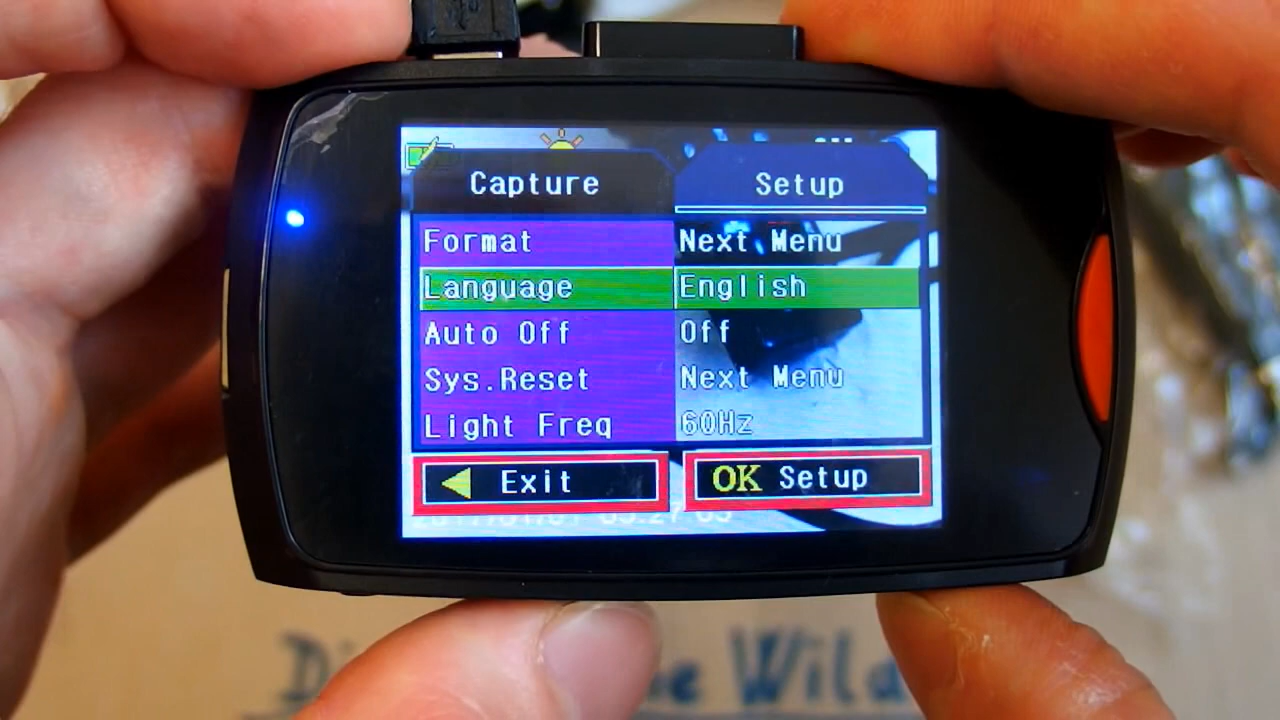 Capture Setup
Format Next Menu
Language English
Auto Off Off
Sys.Reset Next Menu
Light Freq 60Hz
Exit OK Setup
Wild